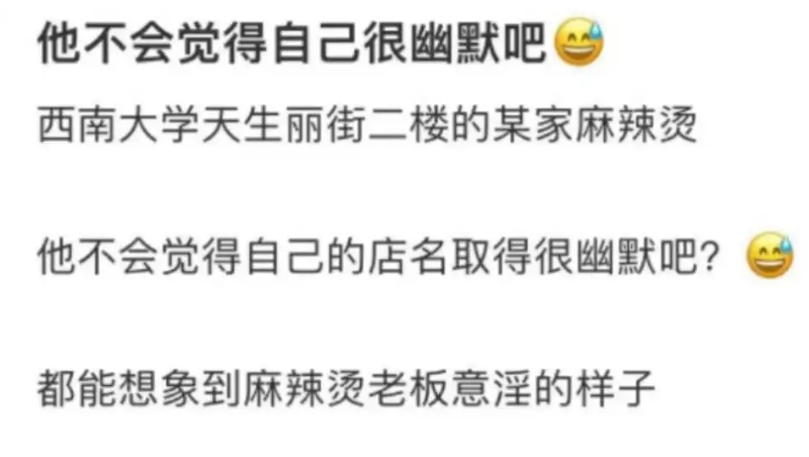 他不会觉得自己很幽默吧😅
西南大学天生丽街二楼的某家麻辣烫
他不会觉得自己的店名取得很幽默吧？😅
都能想象到麻辣烫老板意淫的样子